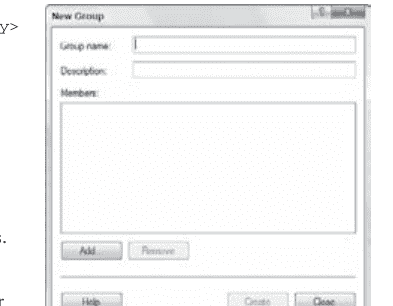 New Group
y>
Group name:
Description:
Members:
s.
Add...
Remove
r
Help
Create
Close